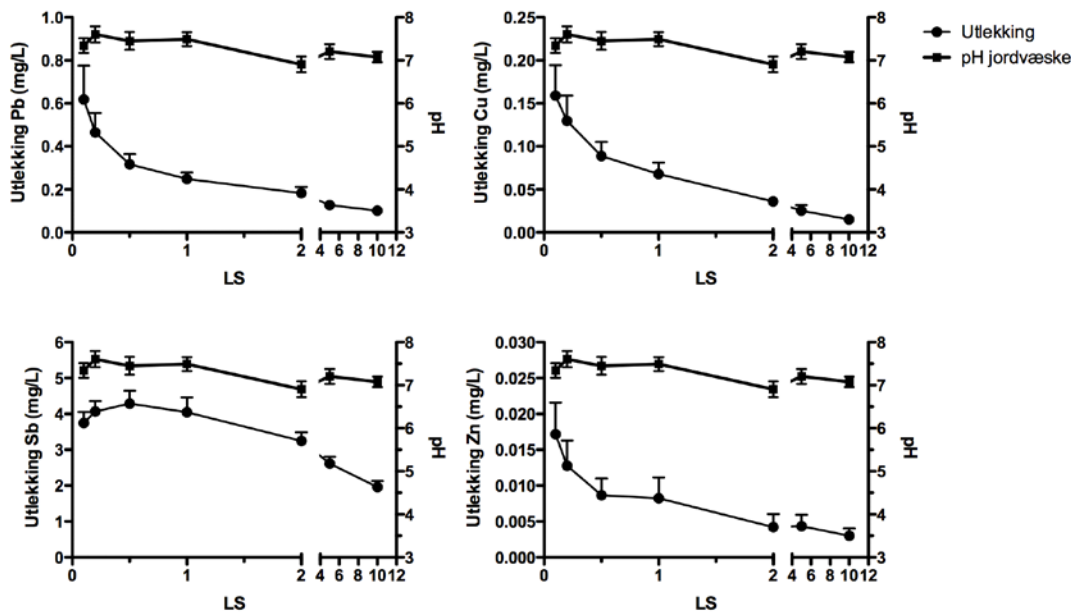 Utlekking Pb (mg/L)
1.0
0.8
0.6
0.4
0.2
0.0
8
7
6
5
4
3
pH
0 1 2 4 6 8 10 12
LS
Utlekking Cu (mg/L)
0.25
0.20
0.15
0.10
0.05
0.00
8
7
6
5
4
3
pH
0 1 2 4 6 8 10 12
LS
Utlekking
pH jordvæske
Utlekking Sb (mg/L)
6
5
4
3
2
1
0
8
7
6
5
4
3
pH
0 1 2 4 6 8 10 12
LS
Utlekking Zn (mg/L)
0.030
0.025
0.020
0.015
0.010
0.005
0.000
8
7
6
5
4
3
pH
0 1 2 4 6 8 10 12
LS